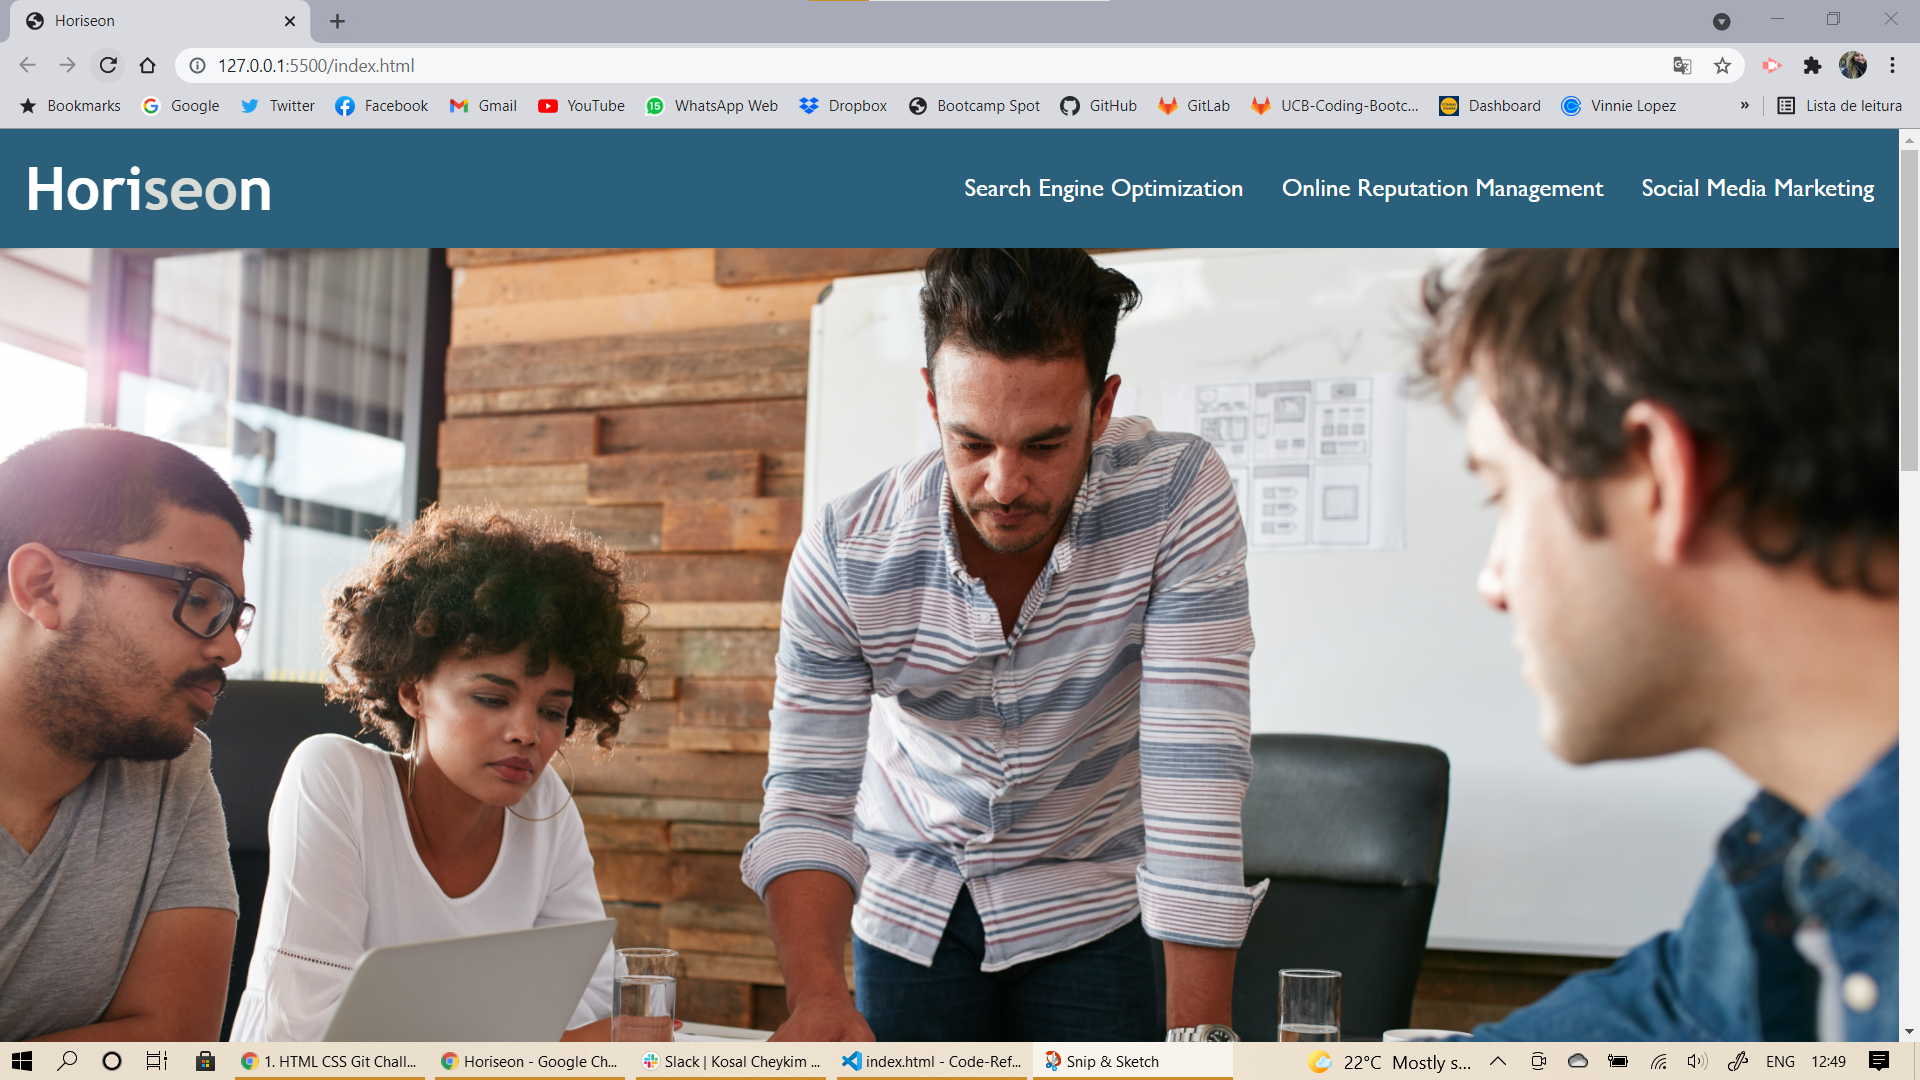 Horiseon
127.0.0.1:5500/index.html
Bookmarks Google Twitter Facebook Gmail YouTube 15 WhatsApp Web Dropbox Bootcamp Spot GitHub GitLab UCB-Coding-Bootc... Dashboard Vinnie Lopez » Lista de leitura
Horiseon Search Engine Optimization Online Reputation Management Social Media Marketing
1. HTML CSS Git Chall... Horiseon - Google Ch... Slack | Kosal Cheykim ... index.html - Code-Ref... Snip & Sketch 22°C Mostly s... ENG 12:49